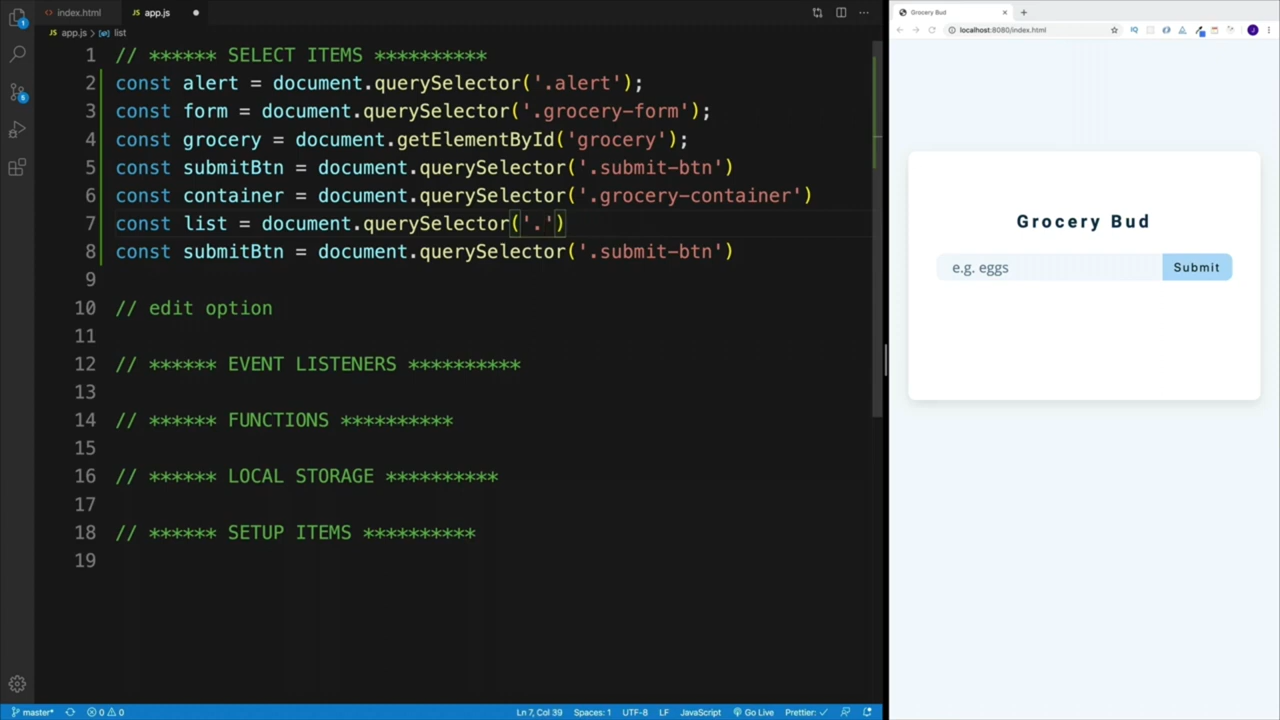 index.html
app.js
app.js > list
1 // ****** SELECT ITEMS **********
2 const alert = document.querySelector('.alert');
3 const form = document.querySelector('.grocery-form');
4 const grocery = document.getElementById('grocery');
5 const submitBtn = document.querySelector('.submit-btn')
6 const container = document.querySelector('.grocery-container')
7 const list = document.querySelector('.')
8 const submitBtn = document.querySelector('.submit-btn')
9
10 // edit option
11
12 // ****** EVENT LISTENERS **********
13
14 // ****** FUNCTIONS **********
15
16 // ****** LOCAL STORAGE **********
17
18 // ****** SETUP ITEMS **********
19
1
5
master*
0 0
Ln 7, Col 39
Spaces: 1
UTF-8
LF
JavaScript
Go Live
Prettier: ✓
Grocery Bud
localhost:8080/index.html
J
Grocery Bud
e.g. eggs
Submit